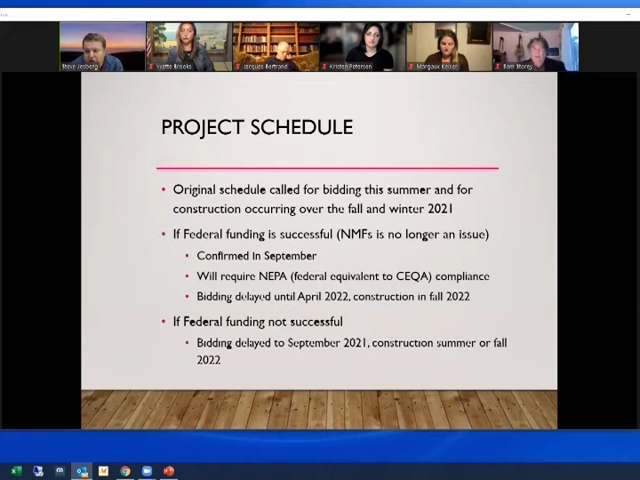 Steve Jesberg
Yvette Brooks
Jacques Bertrand
Kristen Petersen
Margaux Keiser
Sam Storey
PROJECT SCHEDULE
• Original schedule called for bidding this summer and for
construction occurring over the fall and winter 2021
• If Federal funding is successful (NMFs is no longer an issue)
• Confirmed in September
• Will require NEPA (federal equivalent to CEQA) compliance
• Bidding delayed until April 2022, construction in fall 2022
• If Federal funding not successful
• Bidding delayed to September 2021, construction summer or fall
2022